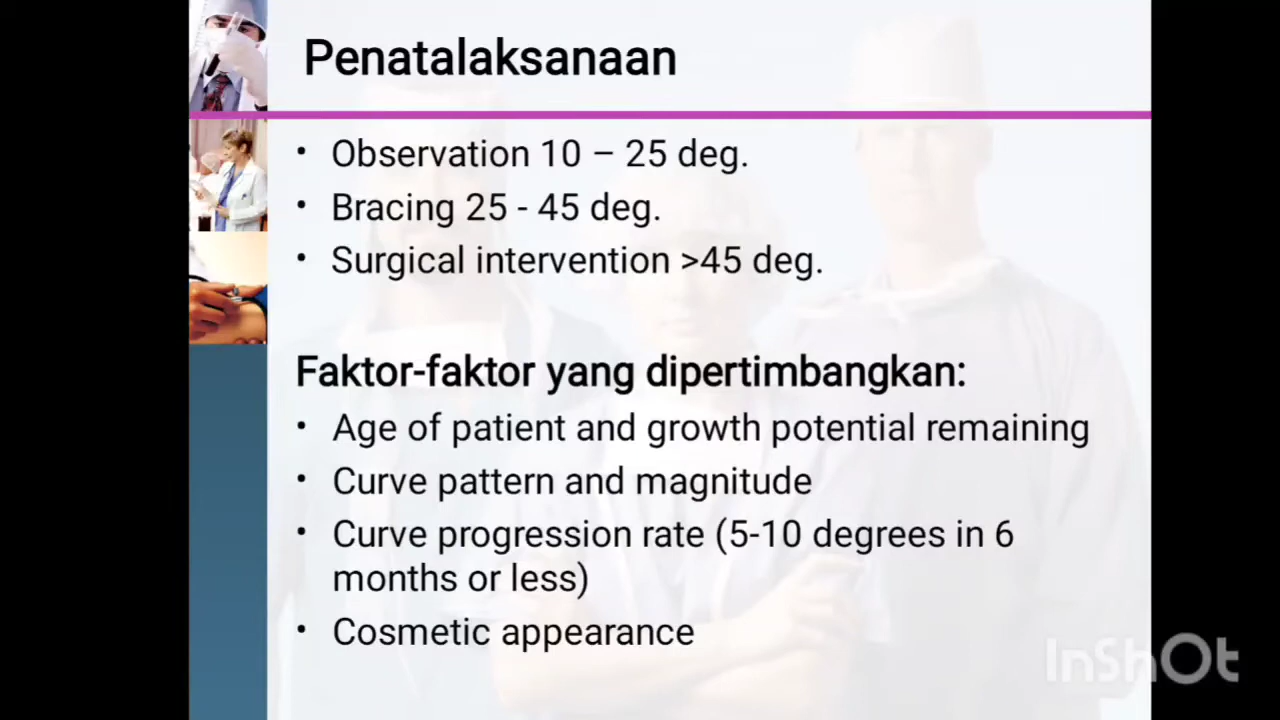 Penatalaksanaan
• Observation 10 – 25 deg.
• Bracing 25 - 45 deg.
• Surgical intervention >45 deg.
Faktor-faktor yang dipertimbangkan:
• Age of patient and growth potential remaining
• Curve pattern and magnitude
• Curve progression rate (5-10 degrees in 6
months or less)
• Cosmetic appearance
InShOt